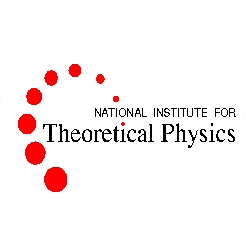 NATIONAL INSTITUTE FOR
Theoretical Physics